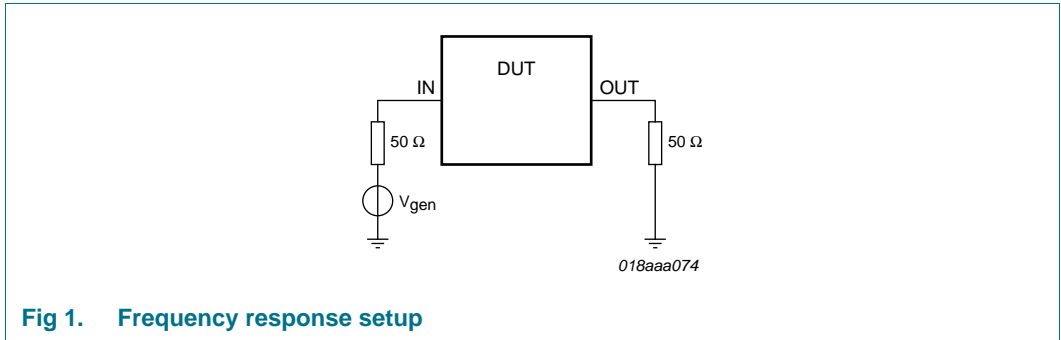 DUT
IN
OUT
50 Ω
50 Ω
Vgen
018aaa074
Fig 1. Frequency response setup